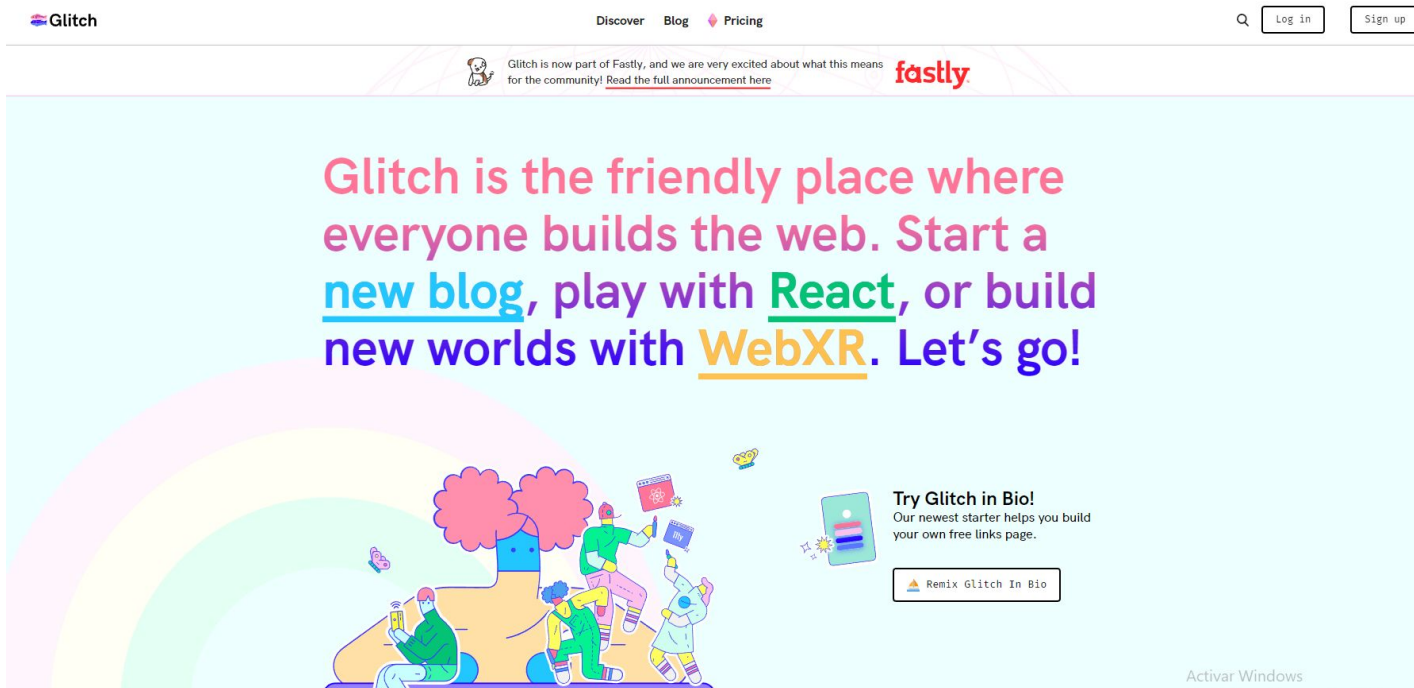 Glitch
Discover Blog Pricing
Log in
Sign up
Glitch is now part of Fastly, and we are very excited about what this means
for the community! Read the full announcement here
fastly
Glitch is the friendly place where
everyone builds the web. Start a
new blog, play with React, or build
new worlds with WebXR. Let’s go!
11ty
Try Glitch in Bio!
Our newest starter helps you build
your own free links page.
Remix Glitch In Bio
Activar Windows